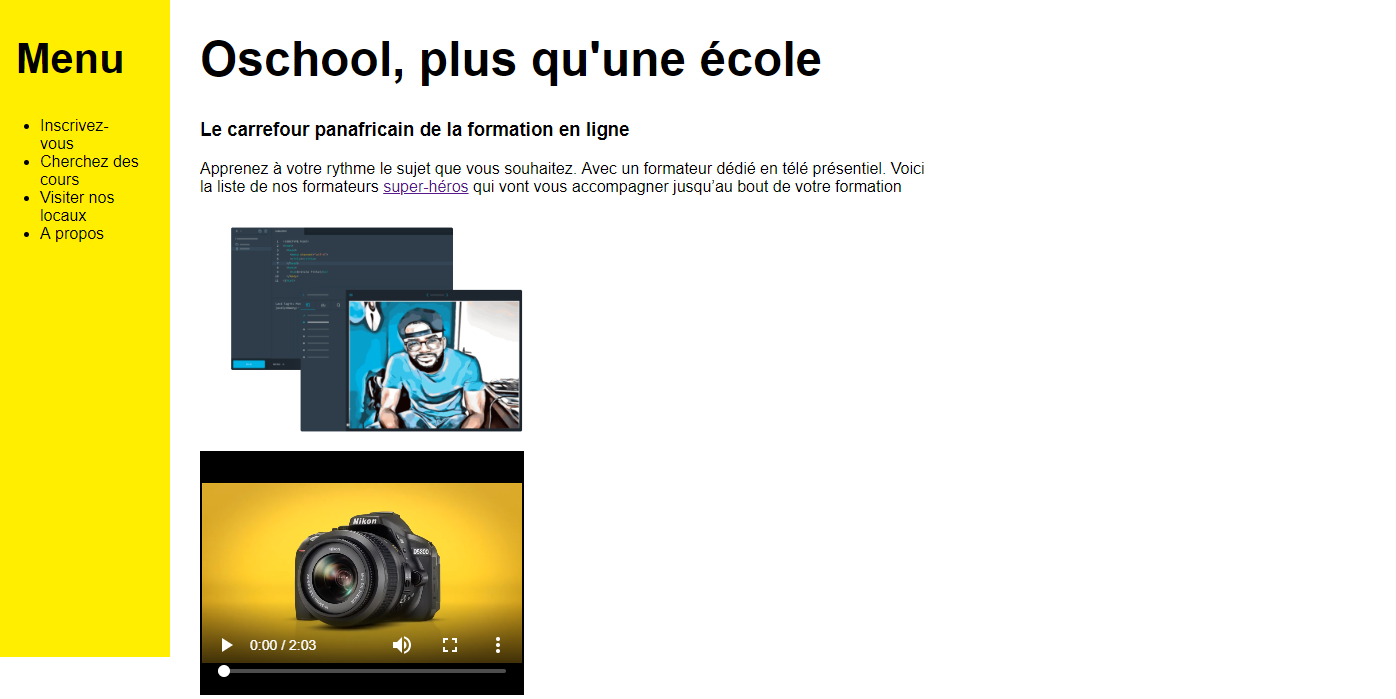 Menu
Inscrivez-
vous
Cherchez des
cours
Visiter nos
locaux
A propos
Oschool, plus qu'une école
Le carrefour panafricain de la formation en ligne
Apprenez à votre rythme le sujet que vous souhaitez. Avec un formateur dédié en télé présentiel. Voici
la liste de nos formateurs super-héros qui vont vous accompagner jusqu’au bout de votre formation
Nikon
D5300
0:00 / 2:03